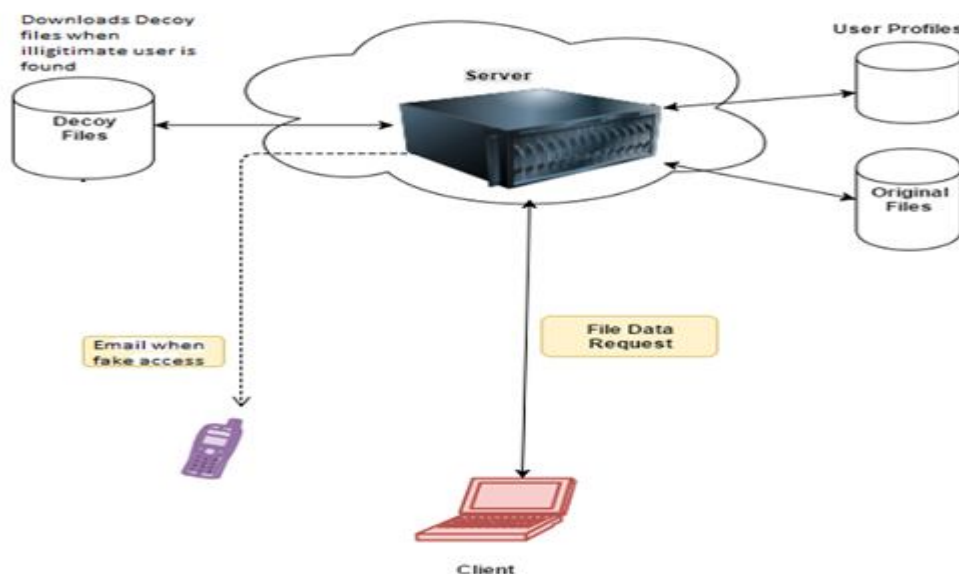 Downloads Decoy
files when
illigitimate user is
found
Decoy
Files
Server
User Profiles
Original
Files
Email when
fake access
File Data
Request
Client